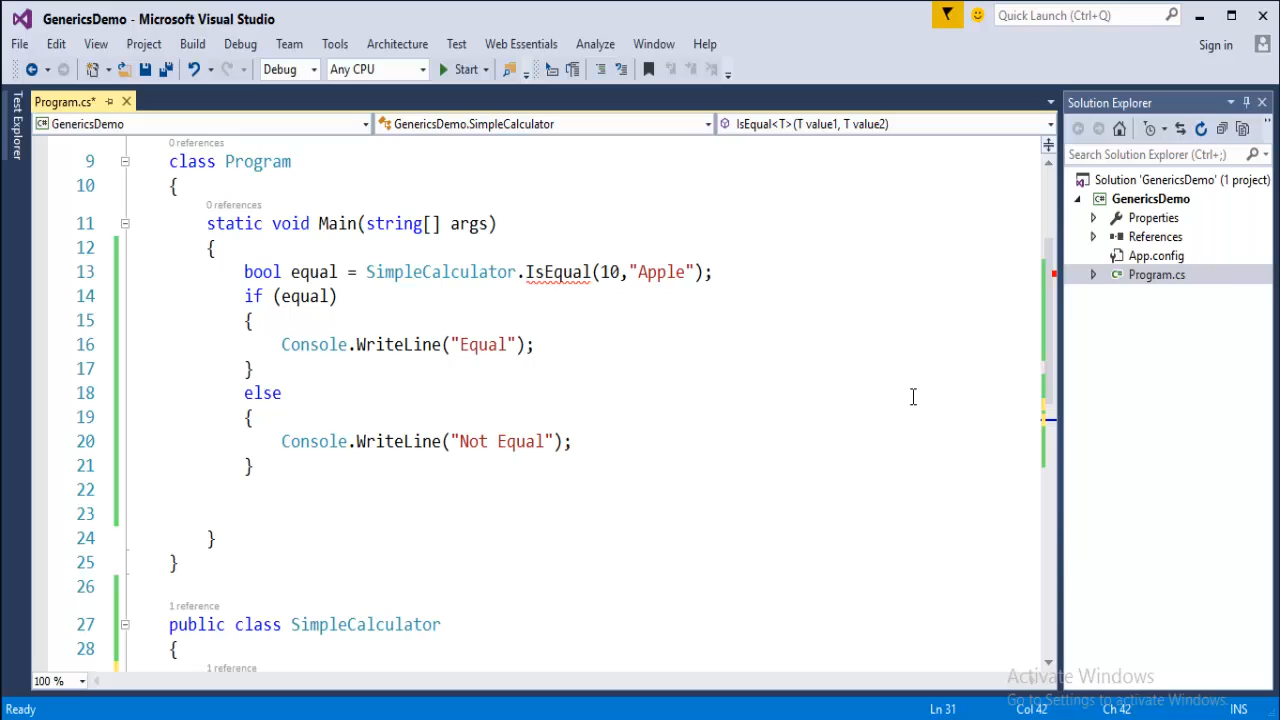 GenericsDemo - Microsoft Visual Studio
Quick Launch (Ctrl+Q)
File Edit View Project Build Debug Team Tools Architecture Test Web Essentials Analyze Window Help
Sign in
Debug Any CPU Start
Test Explorer
Program.cs*
Solution Explorer
GenericsDemo GenericsDemo.SimpleCalculator IsEqual<T>(T value1, T value2)
Search Solution Explorer (Ctrl+;)
Solution 'GenericsDemo' (1 project)
GenericsDemo
Properties
References
App.config
Program.cs
0 references
9 class Program
10 {
0 references
11 static void Main(string[] args)
12 {
13 bool equal = SimpleCalculator.IsEqual(10,"Apple");
14 if (equal)
15 {
16 Console.WriteLine("Equal");
17 }
18 else
19 {
20 Console.WriteLine("Not Equal");
21 }
22
23
24 }
25 }
26
1 reference
27 public class SimpleCalculator
28 {
1 reference
100 %
Activate Windows
Go to Settings to activate Windows.
Ready Ln 31 Col 42 Ch 42 INS